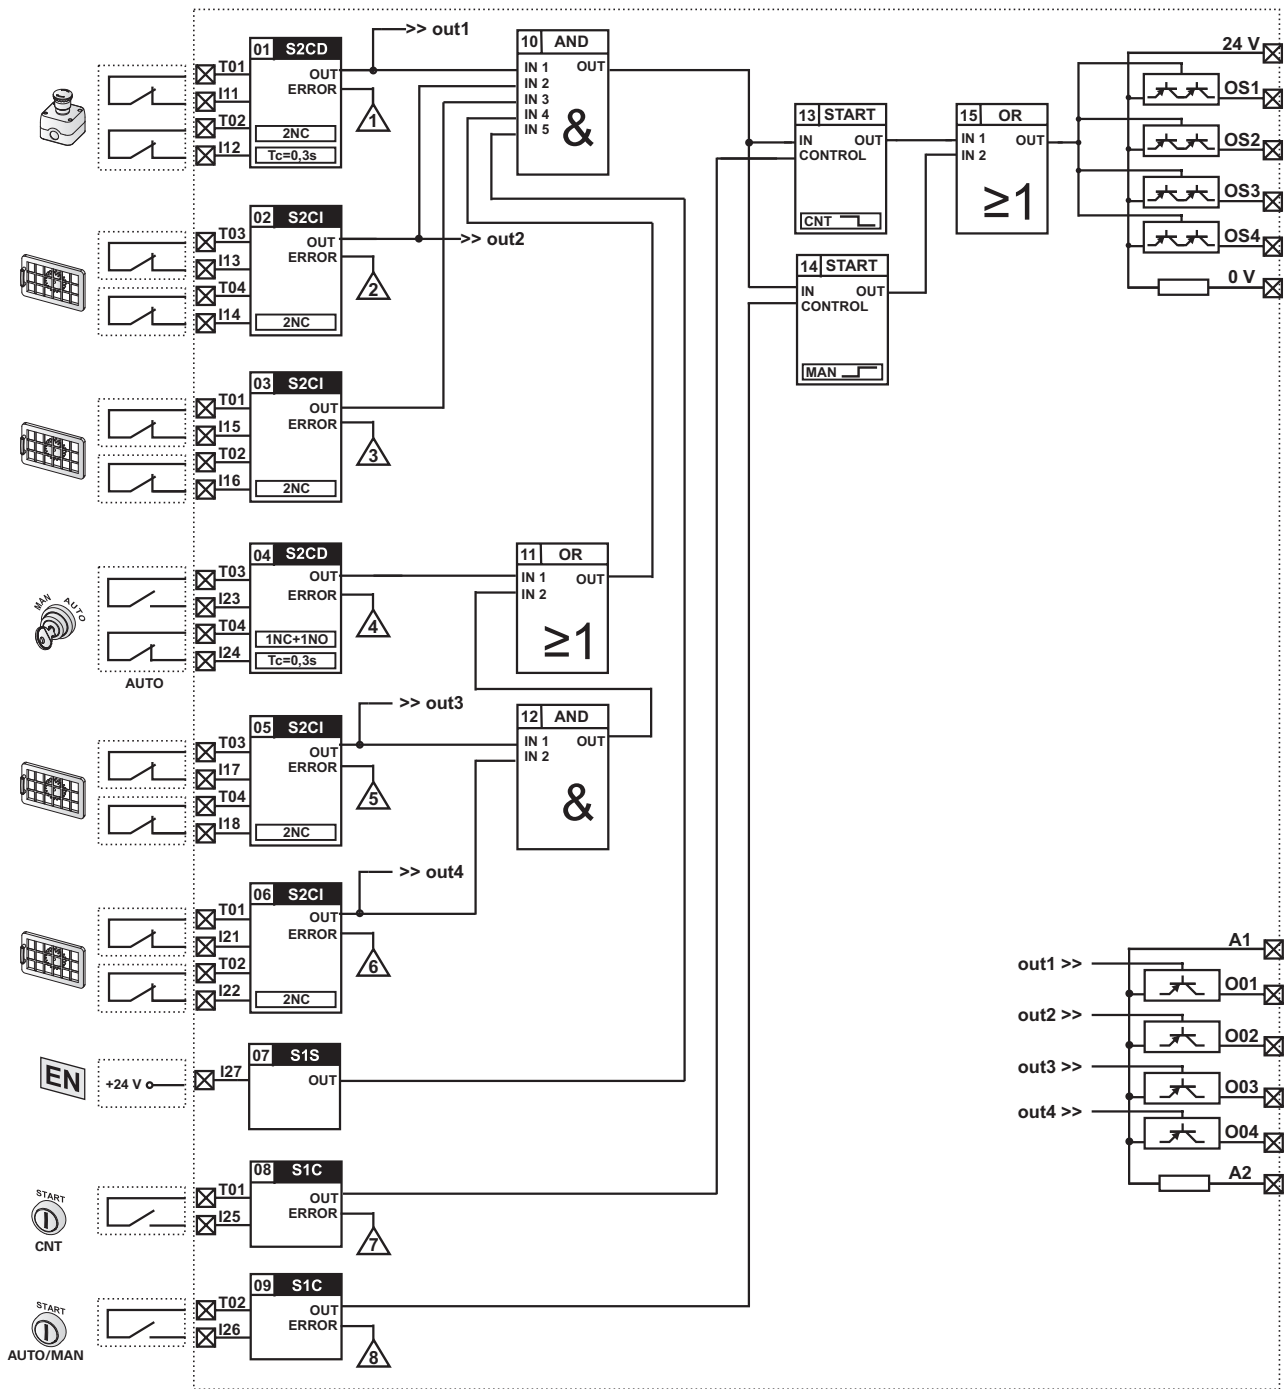 >> out1
01 S2CD
T01
I11
T02
I12
OUT
ERROR
2NC
Tc=0,3s
1
10 AND
IN 1
IN 2
IN 3
IN 4
IN 5
OUT
&
24 V
OS1
OS2
OS3
OS4
0 V
13 START
IN
CONTROL
OUT
CNT
15 OR
IN 1
IN 2
OUT
≥1
02 S2CI
T03
I13
T04
I14
OUT
ERROR
2NC
2
>> out2
14 START
IN
CONTROL
OUT
MAN
03 S2CI
T01
I15
T02
I16
OUT
ERROR
2NC
3
MAN AUTO
AUTO
04 S2CD
T03
I23
T04
I24
OUT
ERROR
1NC+1NO
Tc=0,3s
4
11 OR
IN 1
IN 2
OUT
≥1
>> out3
05 S2CI
T03
I17
T04
I18
OUT
ERROR
2NC
5
12 AND
IN 1
IN 2
OUT
&
>> out4
06 S2CI
T01
I21
T02
I22
OUT
ERROR
2NC
6
A1
out1 >>
O01
out2 >>
O02
out3 >>
O03
out4 >>
O04
A2
EN
+24 V
I27
07 S1S
OUT
START
CNT
08 S1C
T01
I25
OUT
ERROR
7
START
AUTO/MAN
09 S1C
T02
I26
OUT
ERROR
8